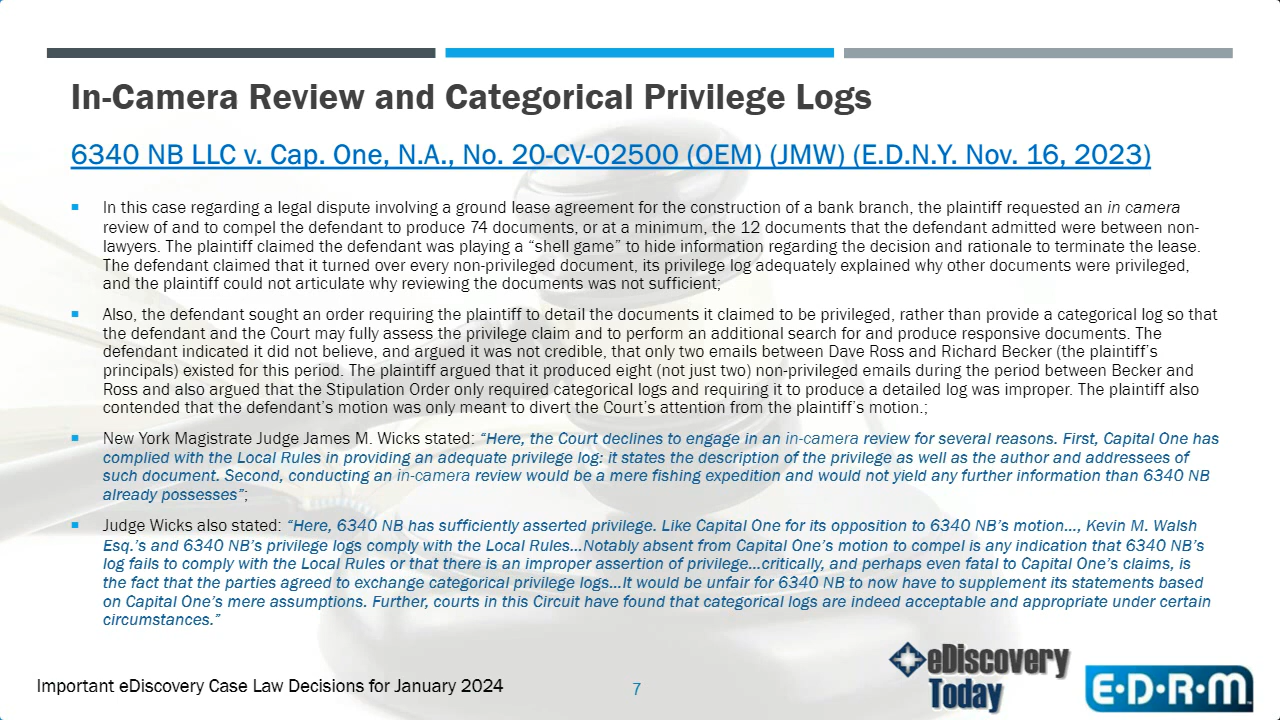 In-Camera Review and Categorical Privilege Logs
6340 NB LLC v. Cap. One, N.A., No. 20-CV-02500 (OEM) (JMW) (E.D.N.Y. Nov. 16, 2023)
In this case regarding a legal dispute involving a ground lease agreement for the construction of a bank branch, the plaintiff requested an in camera
review of and to compel the defendant to produce 74 documents, or at a minimum, the 12 documents that the defendant admitted were between non-
lawyers. The plaintiff claimed the defendant was playing a “shell game” to hide information regarding the decision and rationale to terminate the lease.
The defendant claimed that it turned over every non-privileged document, its privilege log adequately explained why other documents were privileged,
and the plaintiff could not articulate why reviewing the documents was not sufficient;
Also, the defendant sought an order requiring the plaintiff to detail the documents it claimed to be privileged, rather than provide a categorical log so that
the defendant and the Court may fully assess the privilege claim and to perform an additional search for and produce responsive documents. The
defendant indicated it did not believe, and argued it was not credible, that only two emails between Dave Ross and Richard Becker (the plaintiff’s
principals) existed for this period. The plaintiff argued that it produced eight (not just two) non-privileged emails during the period between Becker and
Ross and also argued that the Stipulation Order only required categorical logs and requiring it to produce a detailed log was improper. The plaintiff also
contended that the defendant’s motion was only meant to divert the Court’s attention from the plaintiff’s motion.;
New York Magistrate Judge James M. Wicks stated: “Here, the Court declines to engage in an in-camera review for several reasons. First, Capital One has
complied with the Local Rules in providing an adequate privilege log: it states the description of the privilege as well as the author and addressees of
such document. Second, conducting an in-camera review would be a mere fishing expedition and would not yield any further information than 6340 NB
already possesses”;
Judge Wicks also stated: “Here, 6340 NB has sufficiently asserted privilege. Like Capital One for its opposition to 6340 NB’s motion…, Kevin M. Walsh
Esq.’s and 6340 NB’s privilege logs comply with the Local Rules…Notably absent from Capital One’s motion to compel is any indication that 6340 NB’s
log fails to comply with the Local Rules or that there is an improper assertion of privilege…critically, and perhaps even fatal to Capital One’s claims, is
the fact that the parties agreed to exchange categorical privilege logs…It would be unfair for 6340 NB to now have to supplement its statements based
on Capital One’s mere assumptions. Further, courts in this Circuit have found that categorical logs are indeed acceptable and appropriate under certain
circumstances.”
Important eDiscovery Case Law Decisions for January 2024
7
eDiscovery
Today
E·D·R·M